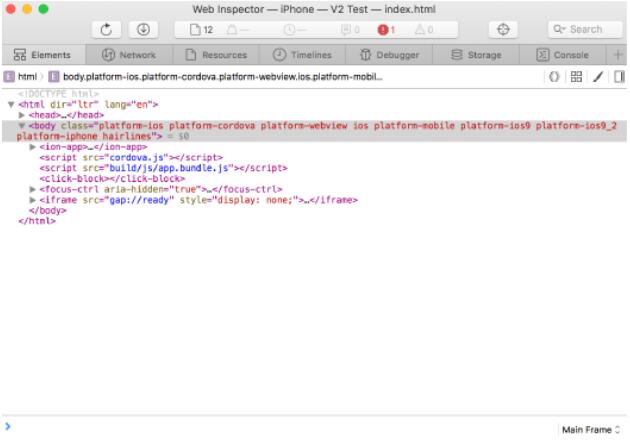 Web Inspector — iPhone — V2 Test — index.html
12 — — 0 1 0 Search
Elements Network Resources Timelines Debugger Storage Console +
E html E body.platform-ios.platform-cordova.platform-webview.ios.platform-mobil...
<!DOCTYPE html>
▼<html dir="ltr" lang="en">
▶<head>…</head>
▼<body class="platform-ios platform-cordova platform-webview ios platform-mobile platform-ios9 platform-ios9_2
platform-iphone hairlines"> = $0
▶<ion-app>…</ion-app>
<script src="cordova.js"></script>
<script src="build/js/app.bundle.js"></script>
<click-block></click-block>
▶<focus-ctrl aria-hidden="true">…</focus-ctrl>
▶<iframe src="gap://ready" style="display: none;">…</iframe>
</body>
</html>
Main Frame